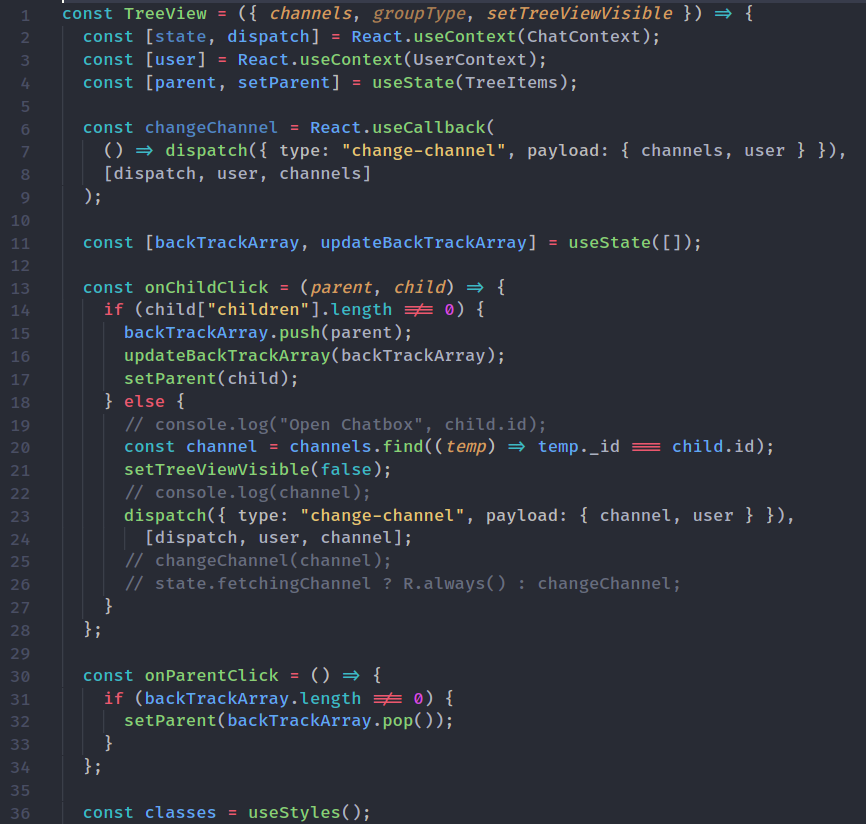 1 const TreeView = ({ channels, groupType, setTreeViewVisible }) => {
2 const [state, dispatch] = React.useContext(ChatContext);
3 const [user] = React.useContext(UserContext);
4 const [parent, setParent] = useState(TreeItems);
5
6 const changeChannel = React.useCallback(
7 () => dispatch({ type: "change-channel", payload: { channels, user } }),
8 [dispatch, user, channels]
9 );
10
11 const [backTrackArray, updateBackTrackArray] = useState([]);
12
13 const onChildClick = (parent, child) => {
14 if (child["children"].length !== 0) {
15 backTrackArray.push(parent);
16 updateBackTrackArray(backTrackArray);
17 setParent(child);
18 } else {
19 // console.log("Open Chatbox", child.id);
20 const channel = channels.find((temp) => temp._id === child.id);
21 setTreeViewVisible(false);
22 // console.log(channel);
23 dispatch({ type: "change-channel", payload: { channel, user } }),
24 [dispatch, user, channel];
25 // changeChannel(channel);
26 // state.fetchingChannel ? R.always() : changeChannel;
27 }
28 };
29
30 const onParentClick = () => {
31 if (backTrackArray.length !== 0) {
32 setParent(backTrackArray.pop());
33 }
34 };
35
36 const classes = useStyles();